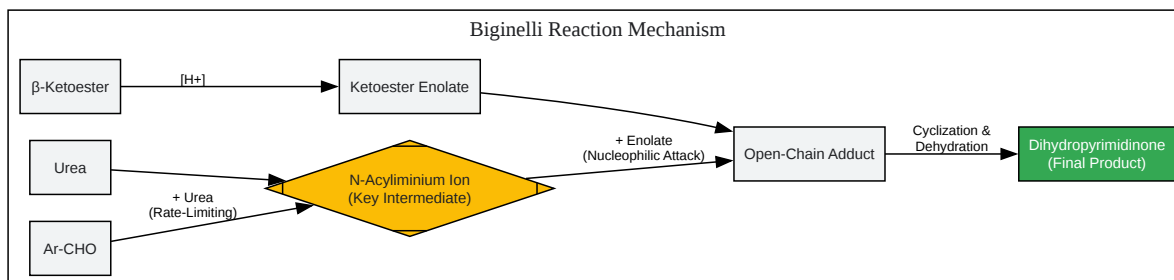 Biginelli Reaction Mechanism
β-Ketoester
[H+]
Ketoester Enolate
Urea
+ Urea
(Rate-Limiting)
Ar-CHO
N-Acyliminium Ion
(Key Intermediate)
+ Enolate
(Nucleophilic Attack)
Open-Chain Adduct
Cyclization &
Dehydration
Dihydropyrimidinone
(Final Product)